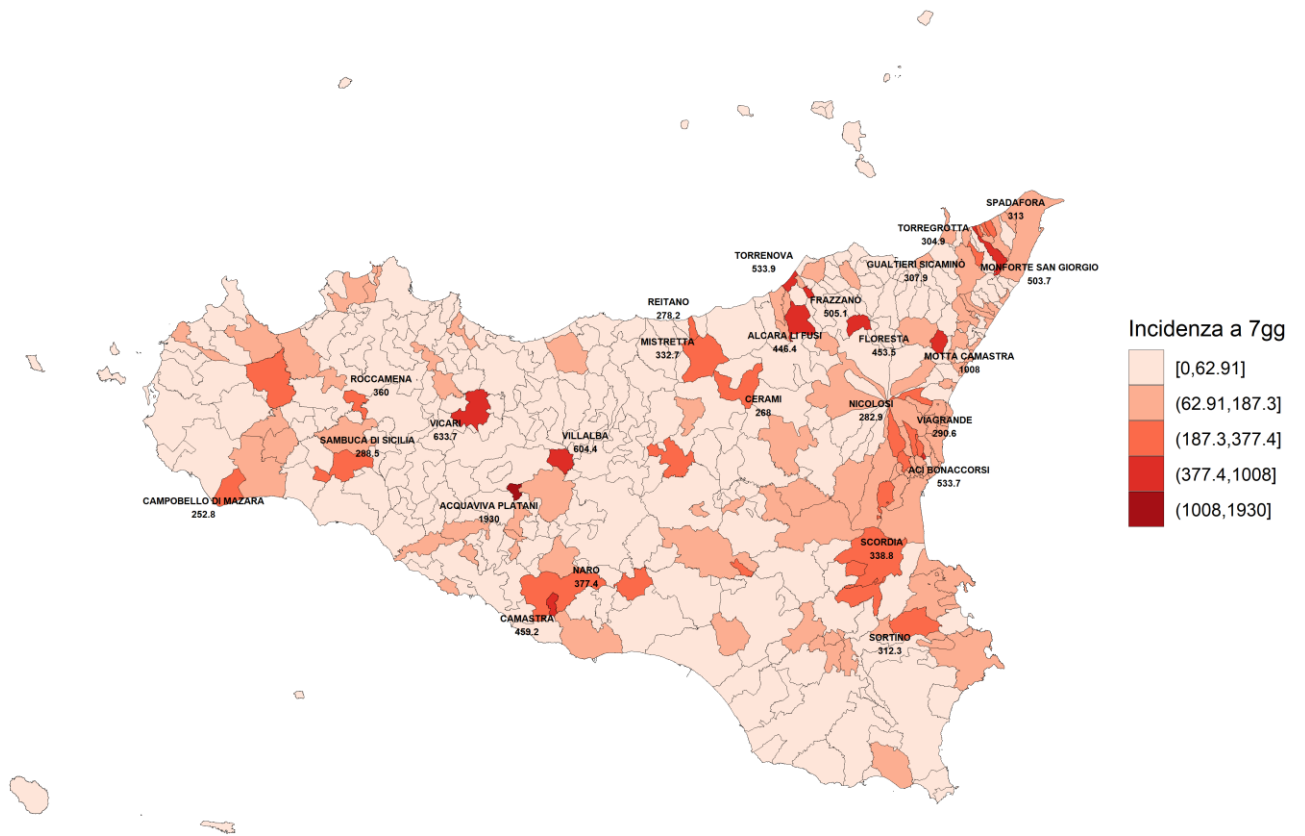 SPADAFORA
313
TORREGROTTA
304.9
TORRENOVA
533.9
GUALTIERI SICAMINÒ
307.9
MONFORTE SAN GIORGIO
503.7
REITANO
278.2
FRAZZANÒ
505.1
MISTRETTA
332.7
ALCARA LI FUSI
446.4
FLORESTA
453.5
MOTTA CAMASTRA
1008
ROCCAMENA
360
CERAMI
268
NICOLOSI
282.9
VICARI
633.7
VIAGRANDE
290.6
SAMBUCA DI SICILIA
288.5
VILLALBA
604.4
ACI BONACCORSI
533.7
CAMPOBELLO DI MAZARA
252.8
ACQUAVIVA PLATANI
1930
SCORDIA
338.8
NARO
377.4
CAMASTRA
459.2
SORTINO
312.3
Incidenza a 7gg
[0,62.91]
(62.91,187.3]
(187.3,377.4]
(377.4,1008]
(1008,1930]